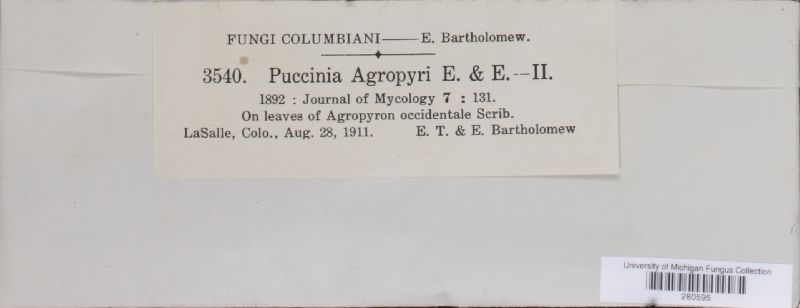 FUNGI COLUMBIANI—E. Bartholomew.
3540. Puccinia Agropyri E. & E.—II.
1892 : Journal of Mycology 7 : 131.
On leaves of Agropyron occidentale Scrib.
LaSalle, Colo., Aug. 28, 1911. E. T. & E. Bartholomew
University of Michigan Fungus Collection
280595